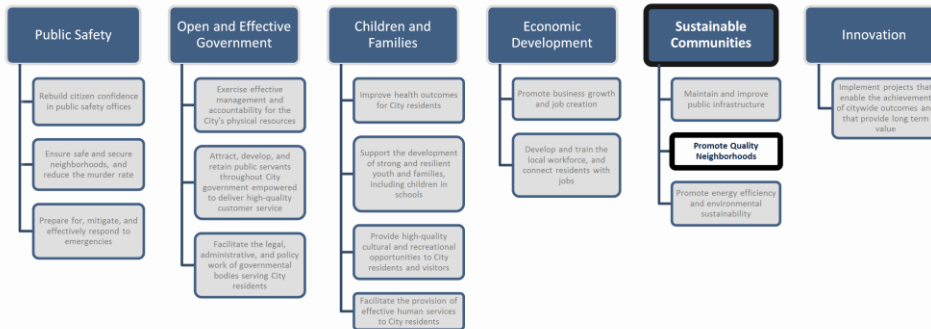 Public Safety
Rebuild citizen confidence
in public safety offices
Ensure safe and secure
neighborhoods, and
reduce the murder rate
Prepare for, mitigate, and
effectively respond to
emergencies
Open and Effective
Government
Exercise effective
management and
accountability for the
City's physical resources
Attract, develop, and
retain public servants
throughout City
government empowered
to deliver high-quality
customer service
Facilitate the legal,
administrative, and policy
work of governmental
bodies serving City
residents
Children and
Families
Improve health outcomes
for City residents
Support the development
of strong and resilient
youth and families,
including children in
schools
Provide high-quality
cultural and recreational
opportunities to City
residents and visitors
Facilitate the provision of
effective human services
to City residents
Economic
Development
Promote business growth
and job creation
Develop and train the
local workforce, and
connect residents with
jobs
Sustainable
Communities
Maintain and improve
public infrastructure
Promote Quality
Neighborhoods
Promote energy efficiency
and environmental
sustainability
Innovation
Implement projects that
enable the achievement
of citywide outcomes and
that provide long term
value